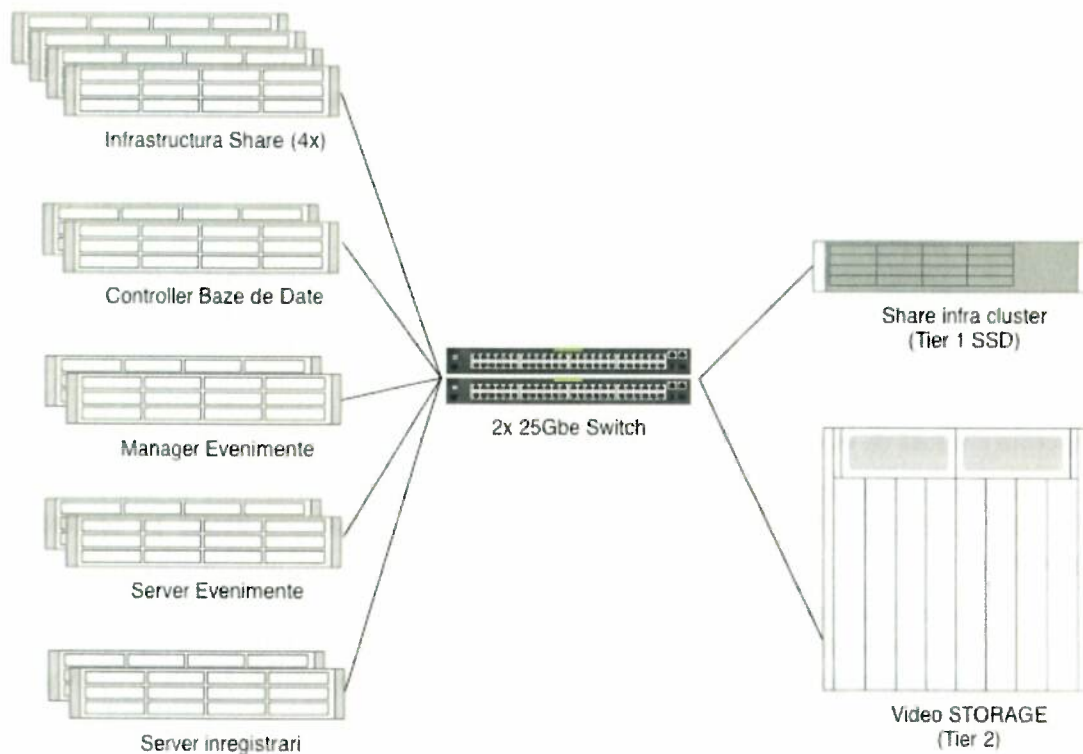 Infrastructura Share (4x)
Controller Baze de Date
Manager Evenimente
Server Evenimente
Server inregistrari
2x 25Gbe Switch
Share infra cluster
(Tier 1 SSD)
Video STORAGE
(Tier 2)